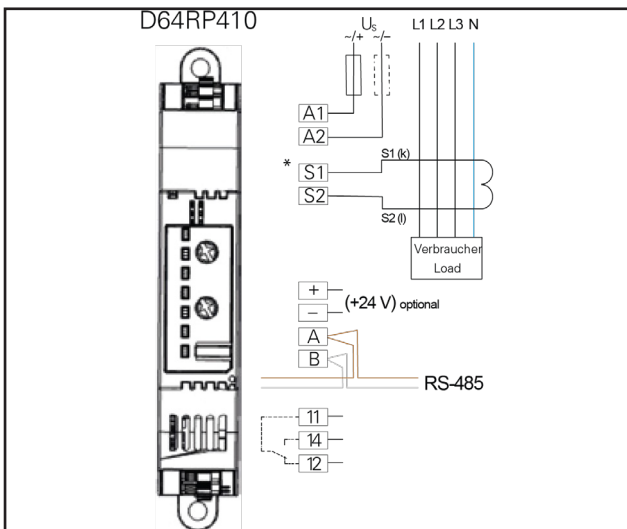 D64RP410
Us
~/+ ~/−
L1 L2 L3 N
A1
A2
S1 (k)
* S1
S2
S2 (l)
Verbraucher
Load
+
−
(+24 V) optional
A
B
RS-485
11
14
12